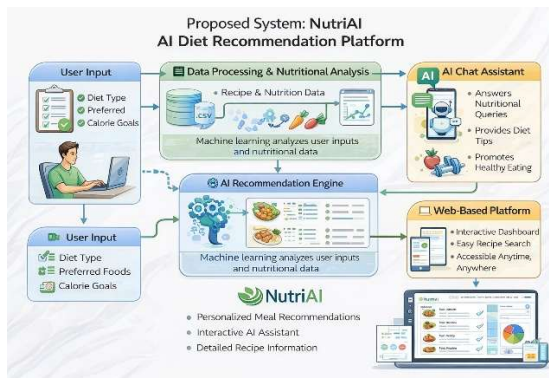 Proposed System: NutriAI
AI Diet Recommendation Platform
User Input
Diet Type
Preferred
Calorie Goals
Data Processing & Nutritional Analysis
• Recipe & Nutrition Data
.CSV
Machine learning analyzes user inputs
and nutritional data
AI
AI Chat Assistant
• Answers
Nutritional
Queries
• Provides Diet
Tips
• Promotes
Healthy Eating
AI Recommendation Engine
Machine learning analyzes user inputs
and nutritional data
User Input
Diet Type
Preferred Foods
Calorie Goals
Web-Based Platform
• Interactive Dashboard
• Easy Recipe Search
• Accessible Anytime,
Anywhere
NutriAI
• Personalized Meal Recommendations
• Interactive AI Assistant
• Detailed Recipe Information